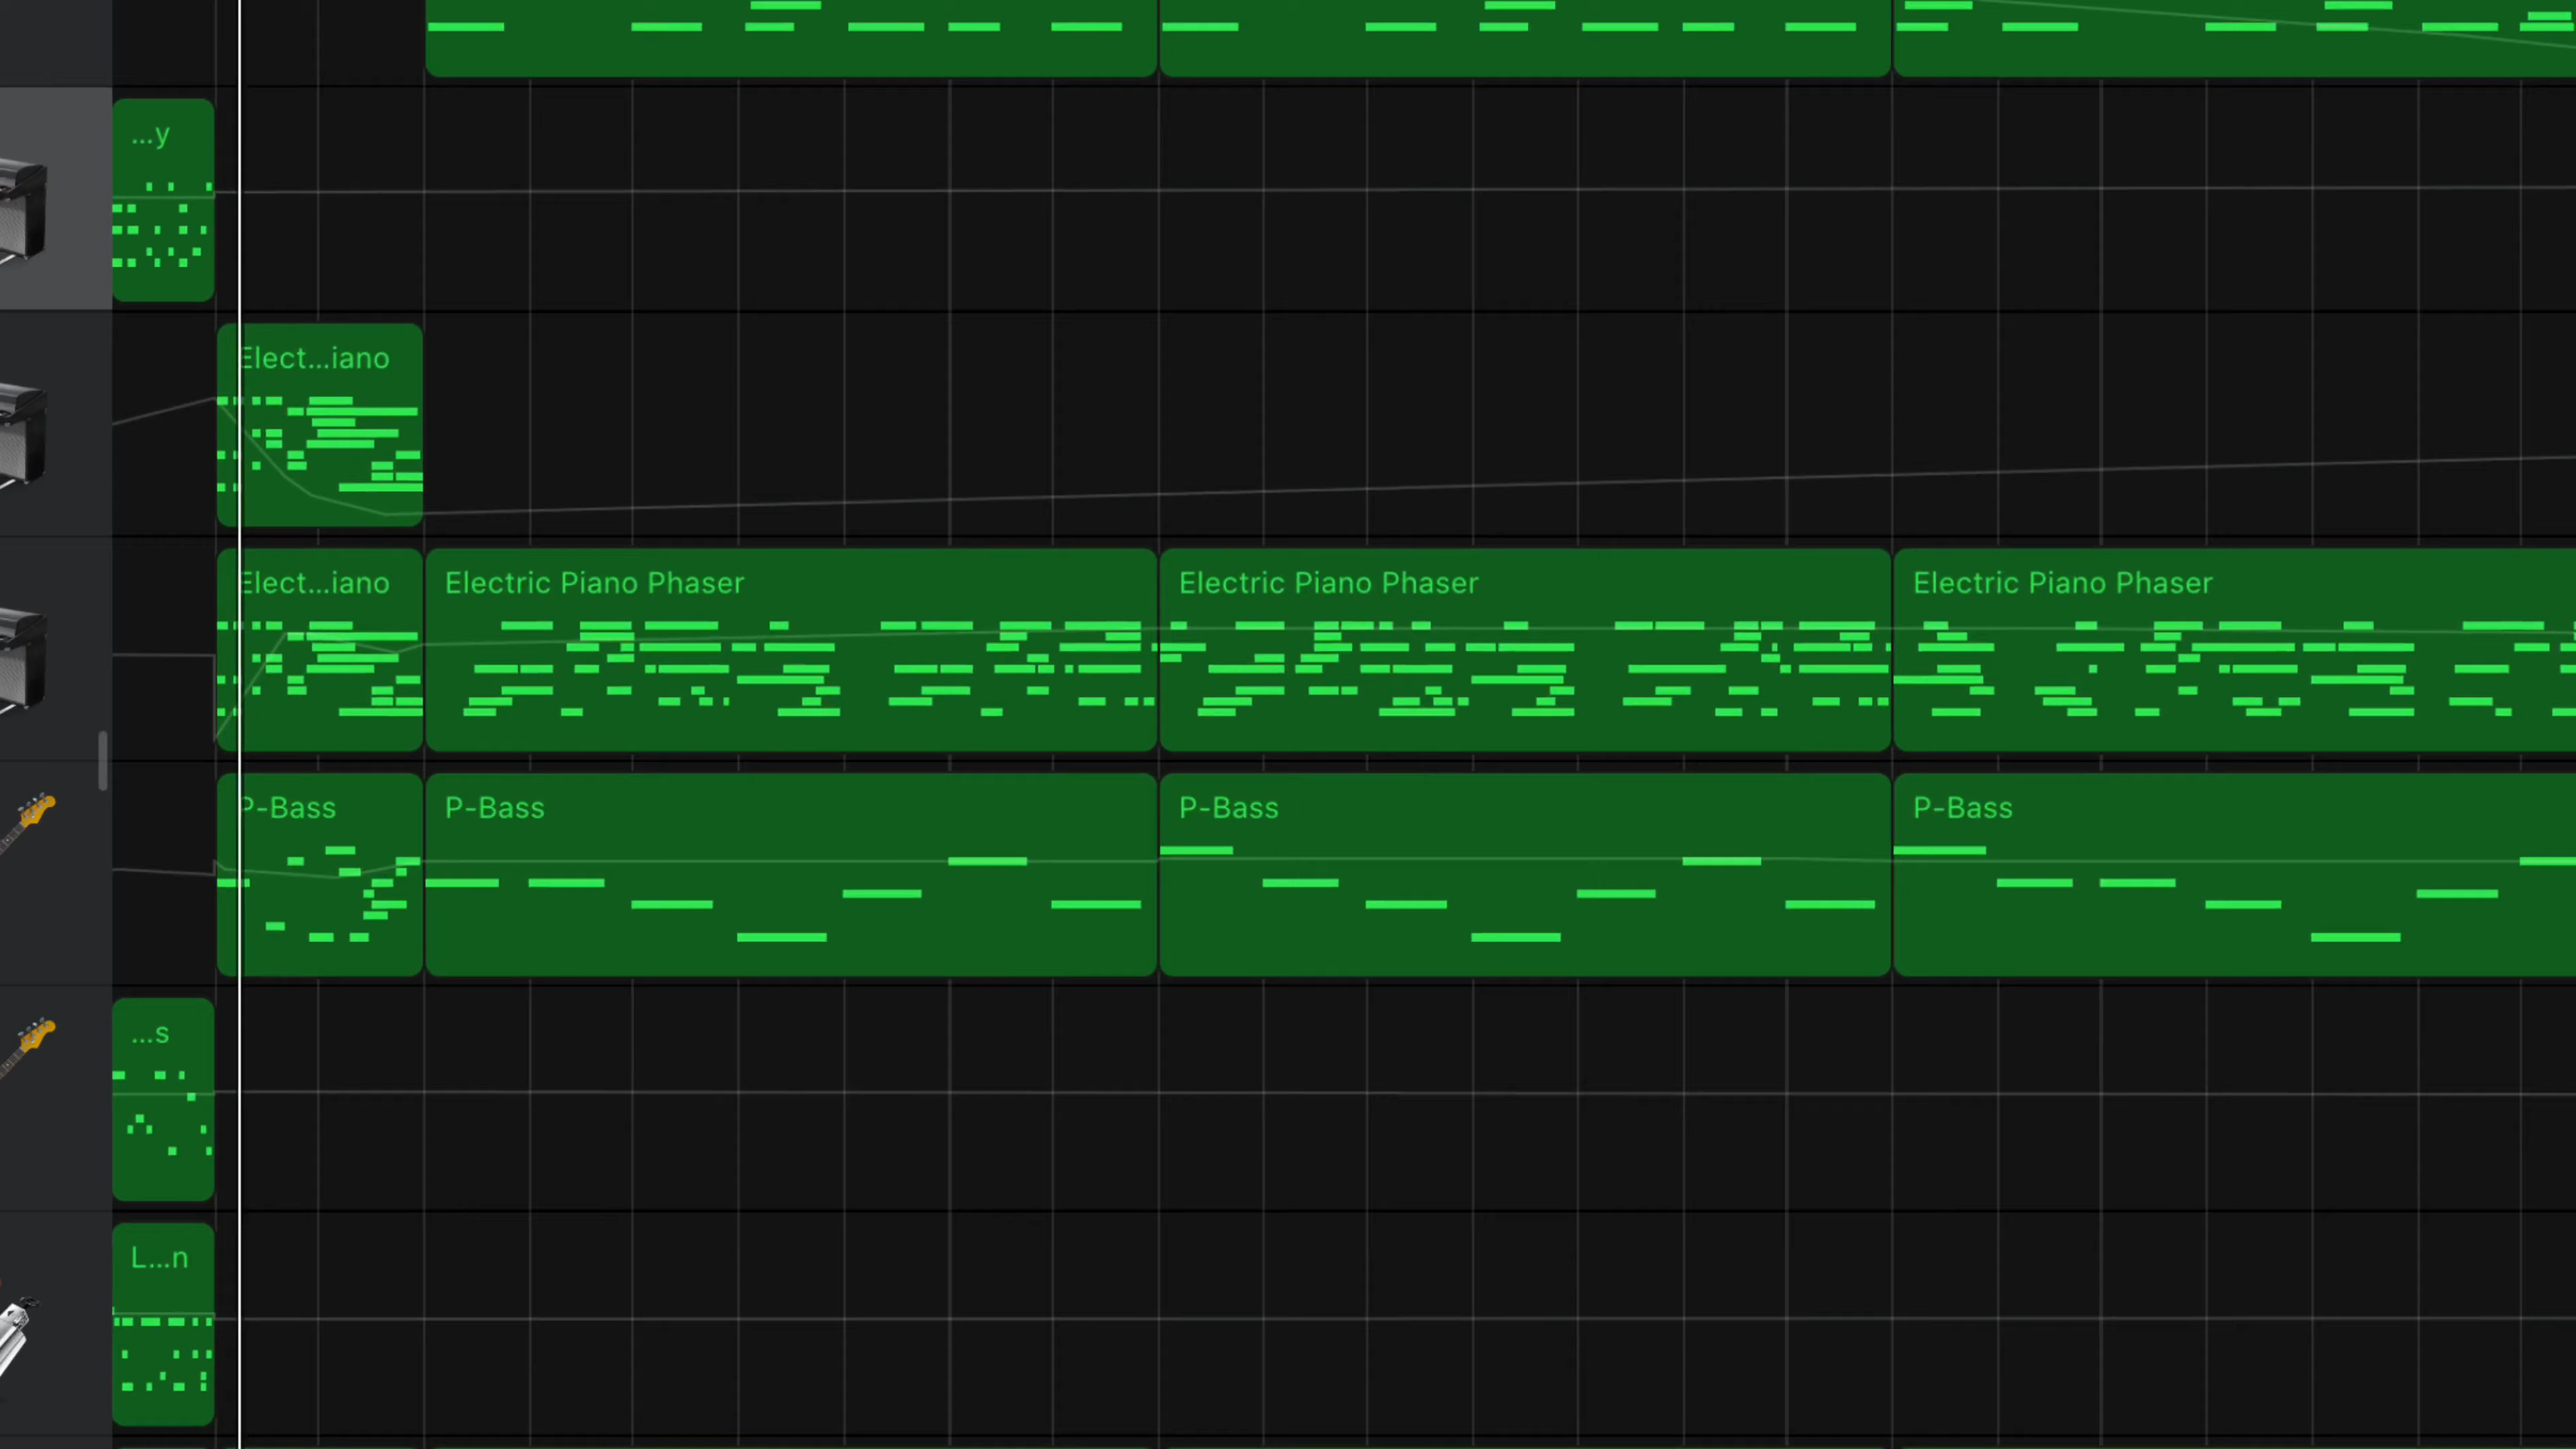 ...y
Elect...iano
Elect...iano
Electric Piano Phaser
Electric Piano Phaser
Electric Piano Phaser
P-Bass
P-Bass
P-Bass
P-Bass
...s
L...n